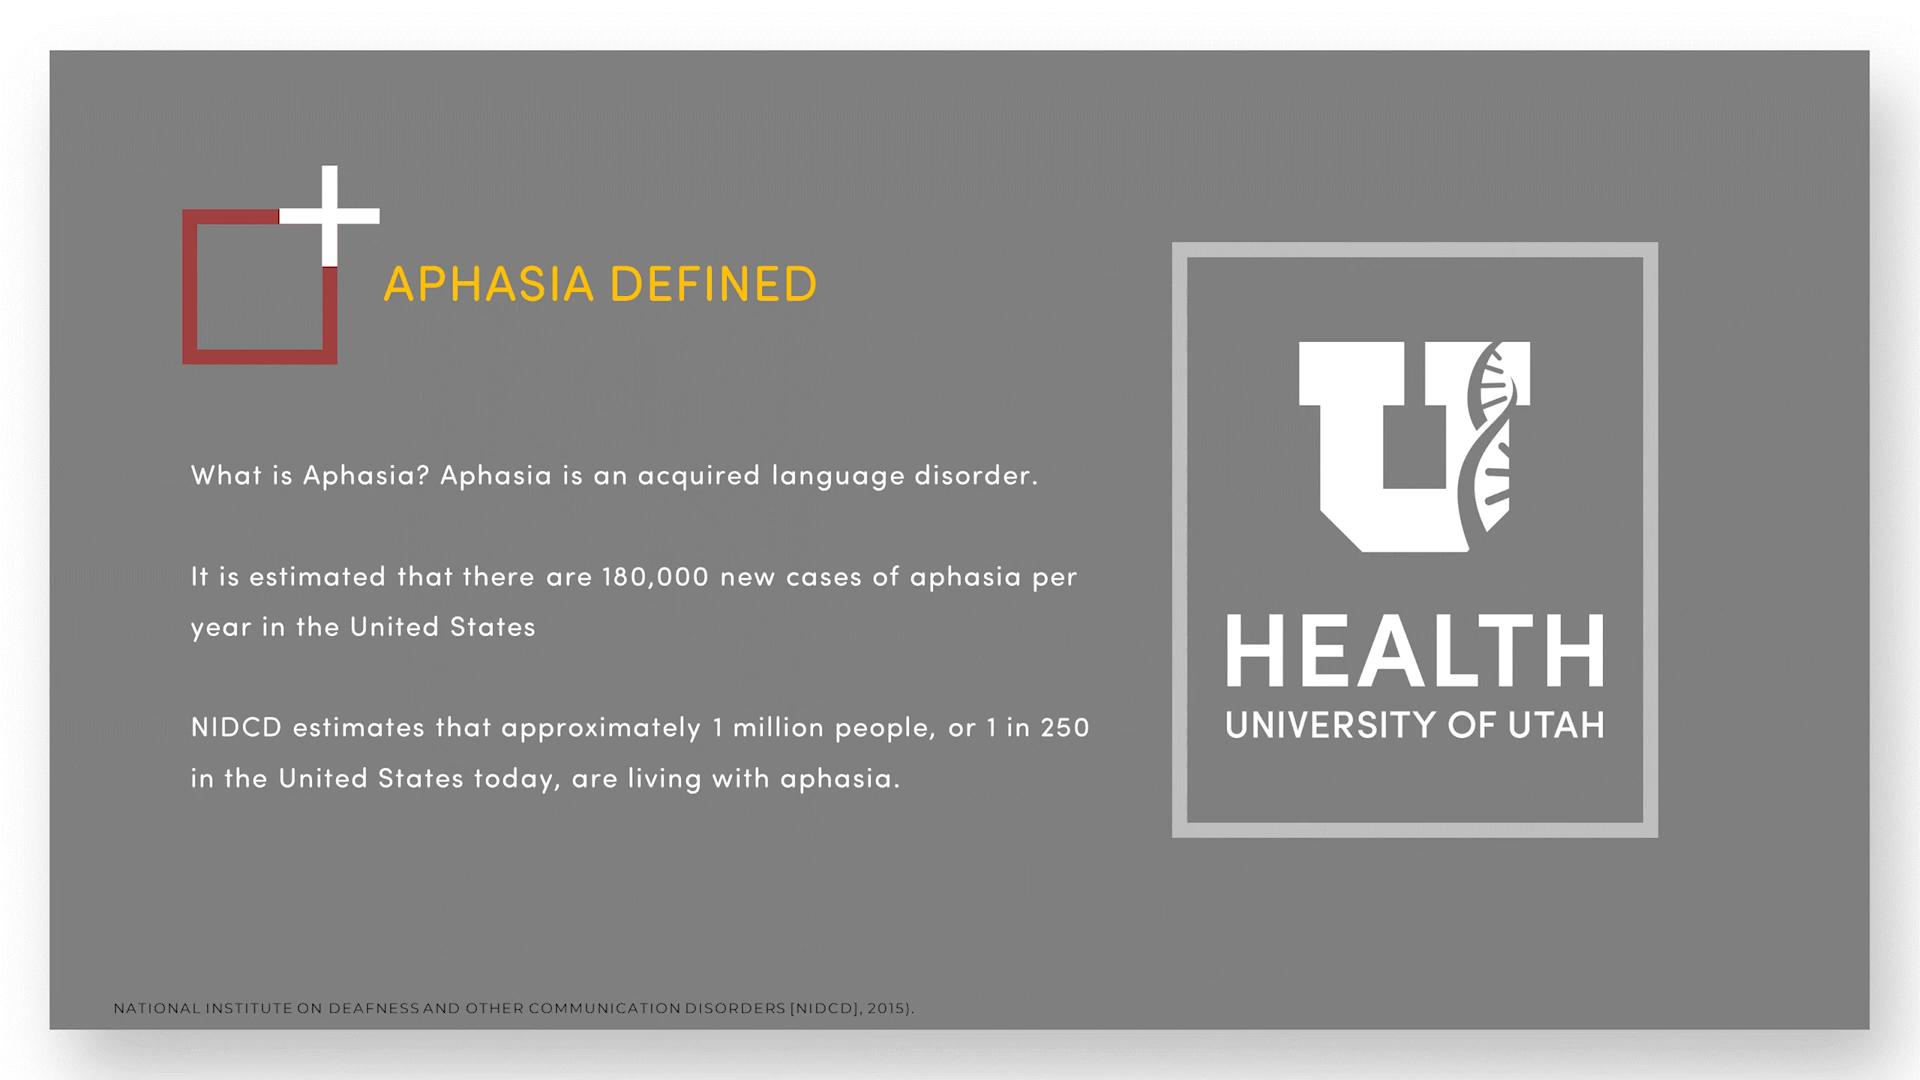 APHASIA DEFINED
What is Aphasia? Aphasia is an acquired language disorder.
It is estimated that there are 180,000 new cases of aphasia per
year in the United States
NIDCD estimates that approximately 1 million people, or 1 in 250
in the United States today, are living with aphasia.
U
HEALTH
UNIVERSITY OF UTAH
NATIONAL INSTITUTE ON DEAFNESS AND OTHER COMMUNICATION DISORDERS [NIDCD], 2015).